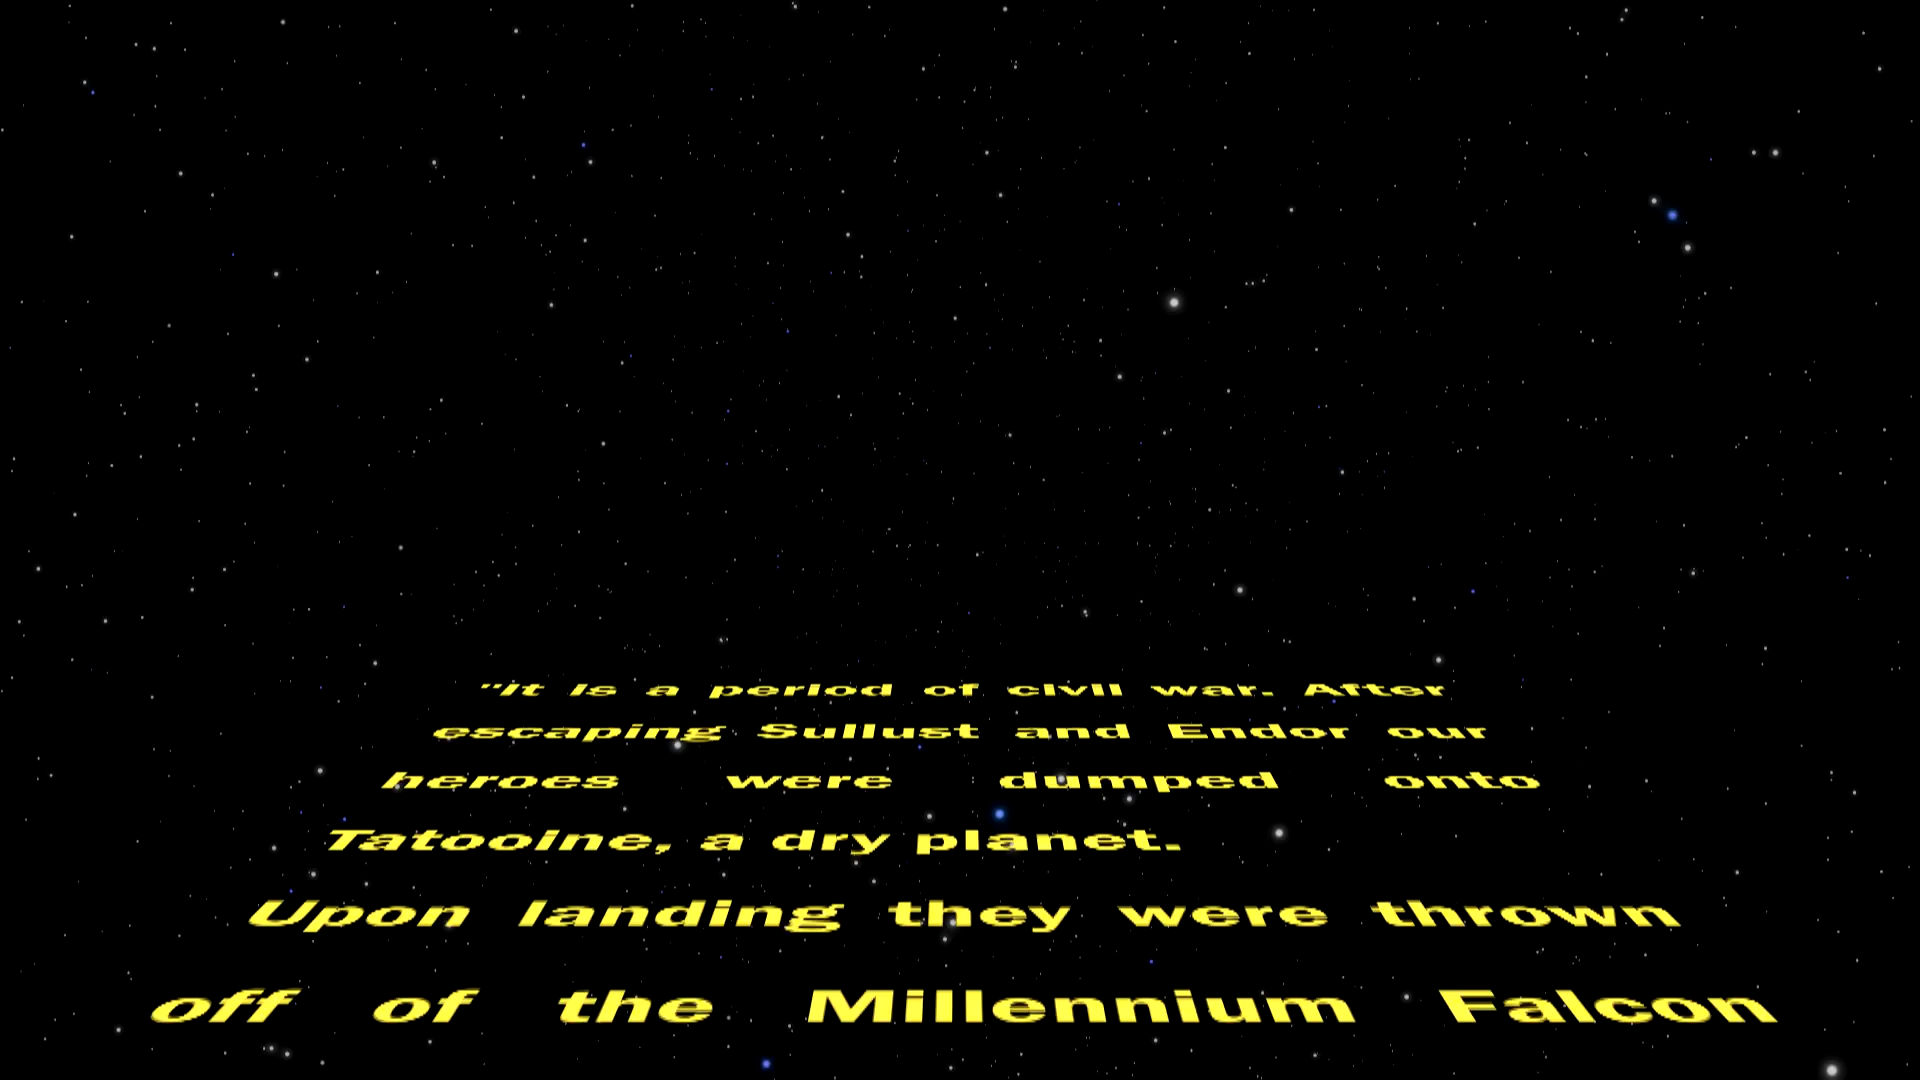 "It is a period of civil war. After
escaping Sullust and Endor our
heroes were dumped onto
Tatooine, a dry planet.
Upon landing they were thrown
off of the Millennium Falcon